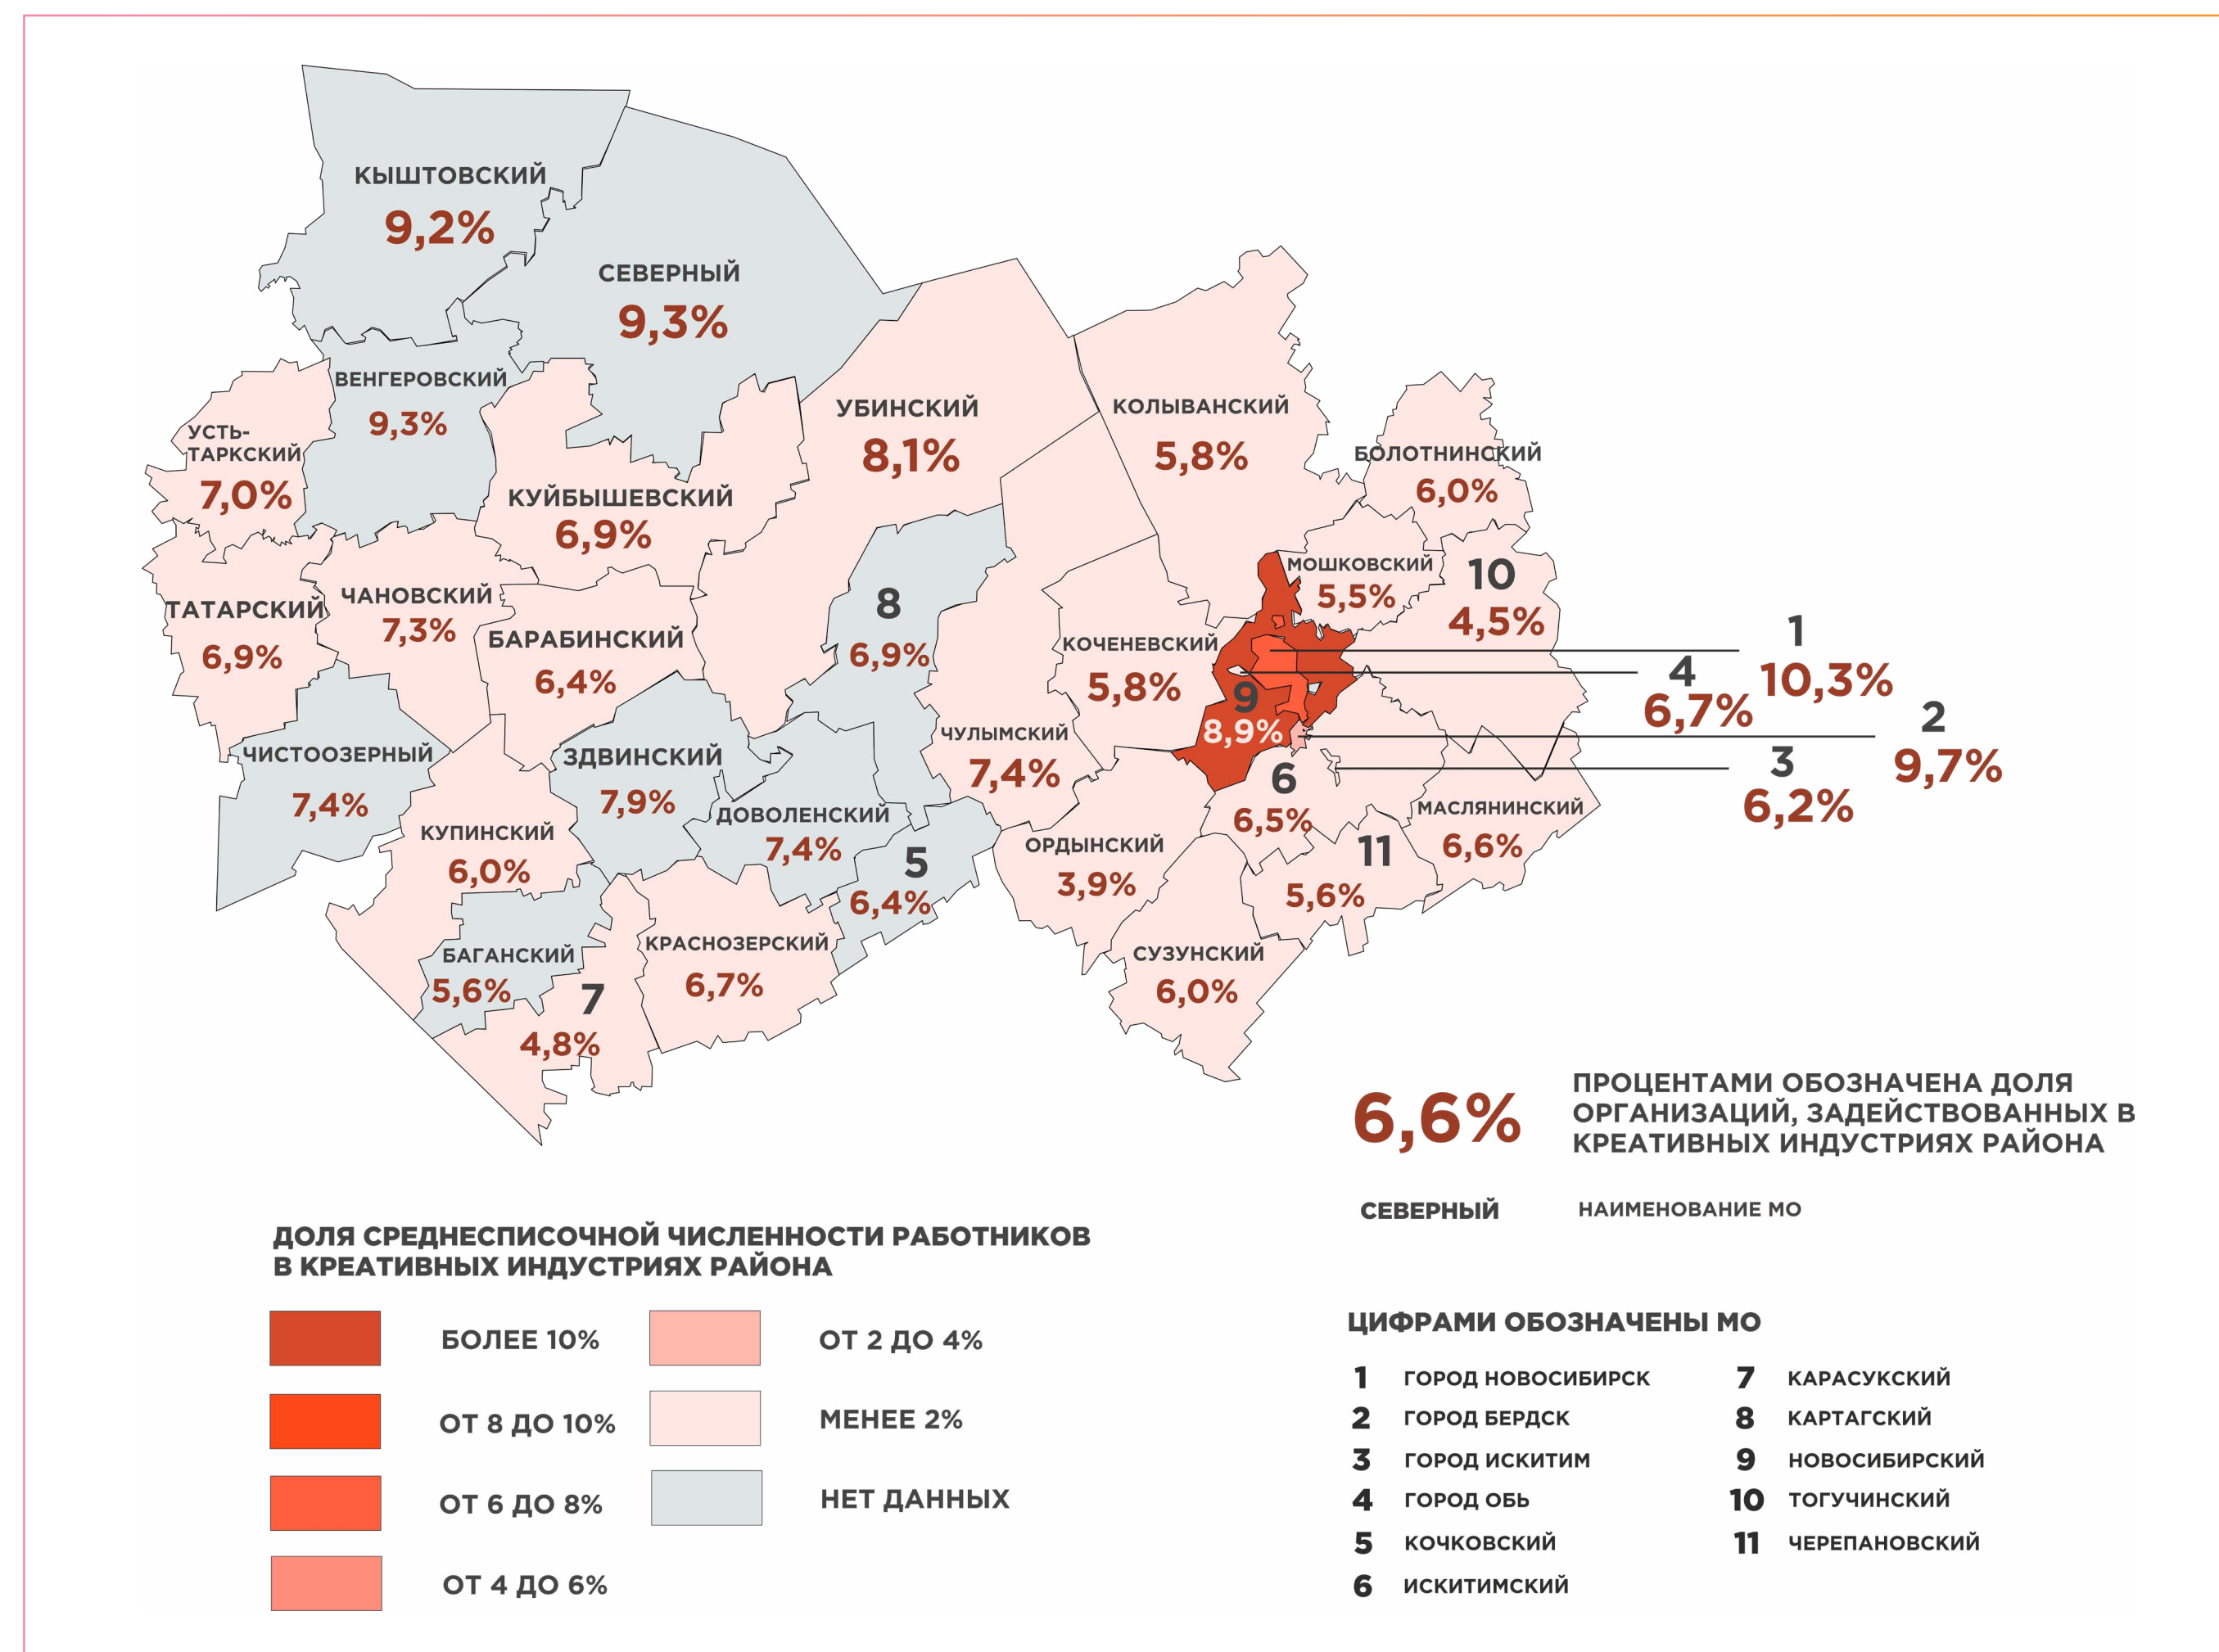 КЫШТОВСКИЙ
9,2%
СЕВЕРНЫЙ
9,3%
ВЕНГЕРОВСКИЙ
9,3%
УСТЬ-
ТАРКСКИЙ
7,0%
КУЙБЫШЕВСКИЙ
6,9%
УБИНСКИЙ
8,1%
КОЛЫВАНСКИЙ
5,8%
БОЛОТНИНСКИЙ
6,0%
МОШКОВСКИЙ
5,5%
10
4,5%
ТАТАРСКИЙ
6,9%
ЧАНОВСКИЙ
7,3%
БАРАБИНСКИЙ
6,4%
8
6,9%
КОЧЕНЕВСКИЙ
5,8%
9
8,9%
1
10,3%
4
6,7%
2
9,7%
3
6,2%
ЧИСТООЗЕРНЫЙ
7,4%
ЗДВИНСКИЙ
7,9%
ЧУЛЫМСКИЙ
7,4%
6
6,5%
МАСЛЯНИНСКИЙ
6,6%
КУПИНСКИЙ
6,0%
ДОВОЛЕНСКИЙ
7,4%
5
6,4%
ОРДЫНСКИЙ
3,9%
11
5,6%
БАГАНСКИЙ
5,6%
7
4,8%
КРАСНОЗЕРСКИЙ
6,7%
СУЗУНСКИЙ
6,0%
6,6%
ПРОЦЕНТАМИ ОБОЗНАЧЕНА ДОЛЯ
ОРГАНИЗАЦИЙ, ЗАДЕЙСТВОВАННЫХ В
КРЕАТИВНЫХ ИНДУСТРИЯХ РАЙОНА
СЕВЕРНЫЙ НАИМЕНОВАНИЕ МО
ДОЛЯ СРЕДНЕСПИСОЧНОЙ ЧИСЛЕННОСТИ РАБОТНИКОВ
В КРЕАТИВНЫХ ИНДУСТРИЯХ РАЙОНА
БОЛЕЕ 10%
ОТ 8 ДО 10%
ОТ 6 ДО 8%
ОТ 4 ДО 6%
ОТ 2 ДО 4%
МЕНЕЕ 2%
НЕТ ДАННЫХ
ЦИФРАМИ ОБОЗНАЧЕНЫ МО
1 ГОРОД НОВОСИБИРСК
2 ГОРОД БЕРДСК
3 ГОРОД ИСКИТИМ
4 ГОРОД ОБЬ
5 КОЧКОВСКИЙ
6 ИСКИТИМСКИЙ
7 КАРАСУКСКИЙ
8 КАРТАГСКИЙ
9 НОВОСИБИРСКИЙ
10 ТОГУЧИНСКИЙ
11 ЧЕРЕПАНОВСКИЙ